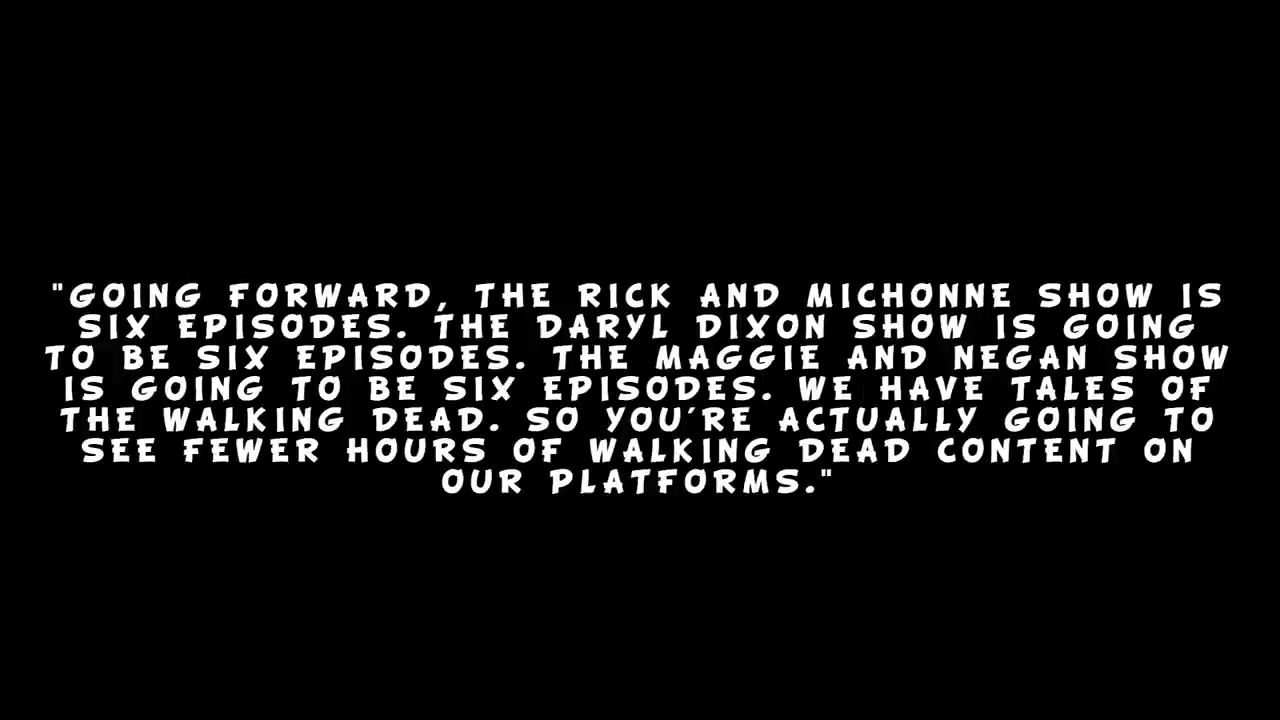 "GOING FORWARD, THE RICK AND MICHONNE SHOW IS
SIX EPISODES. THE DARYL DIXON SHOW IS GOING
TO BE SIX EPISODES. THE MAGGIE AND NEGAN SHOW
IS GOING TO BE SIX EPISODES. WE HAVE TALES OF
THE WALKING DEAD. SO YOU'RE ACTUALLY GOING TO
SEE FEWER HOURS OF WALKING DEAD CONTENT ON
OUR PLATFORMS."